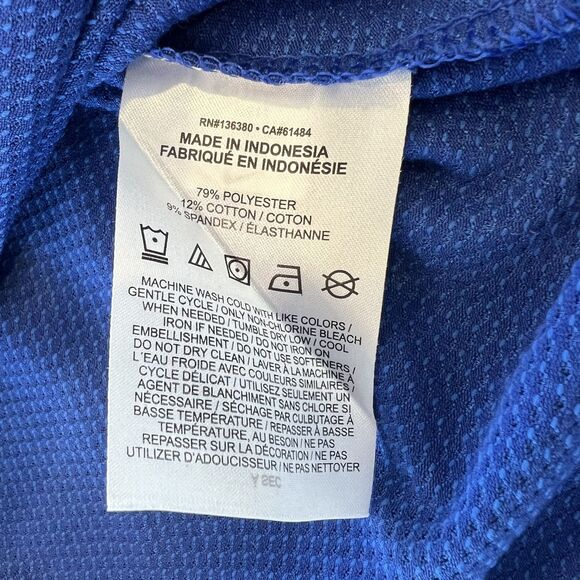 RN#136380 • CA#61484
MADE IN INDONESIA
FABRIQUÉ EN INDONÉSIE
79% POLYESTER
12% COTTON / COTON
9% SPANDEX / ÉLASTHANNE
MACHINE WASH COLD WITH LIKE COLORS /
GENTLE CYCLE / ONLY NON-CHLORINE BLEACH
WHEN NEEDED / TUMBLE DRY LOW / COOL
IRON IF NEEDED / DO NOT IRON ON
EMBELLISHMENT / DO NOT USE SOFTENERS /
DO NOT DRY CLEAN / LAVER À LA MACHINE À
L'EAU FROIDE AVEC COULEURS SIMILAIRES /
CYCLE DÉLICAT / UTILISEZ SEULEMENT UN
AGENT DE BLANCHIMENT SANS CHLORE SI
NÉCESSAIRE / SÉCHAGE PAR CULBUTAGE À
BASSE TEMPÉRATURE / REPASSER À BASSE
TEMPÉRATURE, AU BESOIN / NE PAS
REPASSER SUR LA DÉCORATION / NE PAS
UTILIZER D'ADOUCISSEUR / NE PAS NETTOYER
À SEC